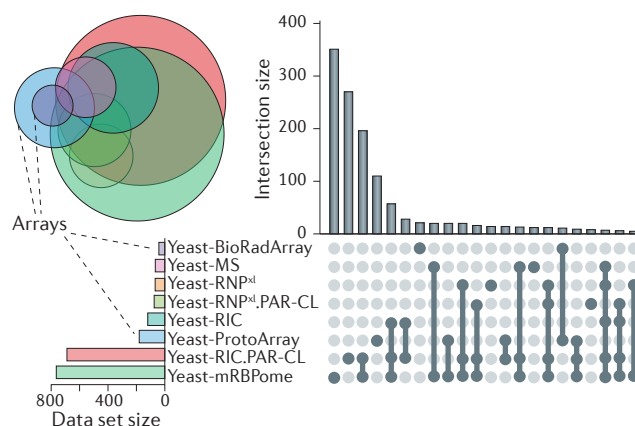 400
300
200
100
0
Intersection size
Arrays
Yeast-BioRadArray
Yeast-MS
Yeast-RNPxl
Yeast-RNPxl.PAR-CL
Yeast-RIC
Yeast-ProtoArray
Yeast-RIC.PAR-CL
Yeast-mRBPome
800 400 0
Data set size